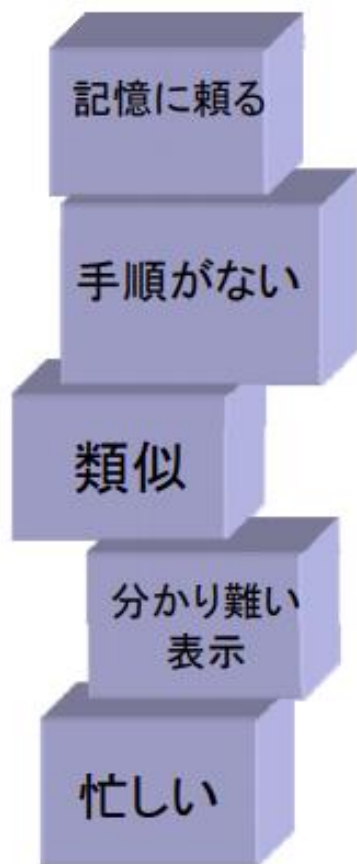 記憶に頼る
手順がない
類似
分かり難い
表示
忙しい